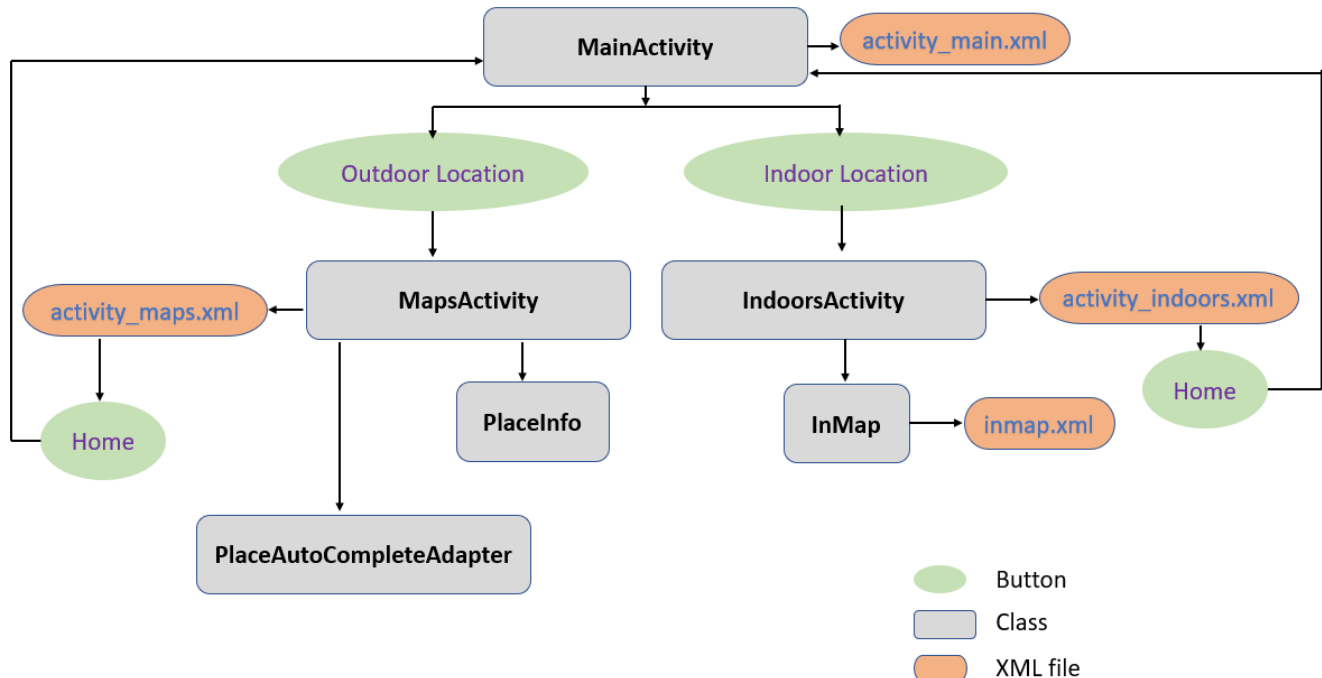 MainActivity
activity_main.xml
Outdoor Location
Indoor Location
activity_maps.xml
MapsActivity
IndoorsActivity
activity_indoors.xml
Home
PlaceInfo
InMap
inmap.xml
Home
PlaceAutoCompleteAdapter
Button
Class
XML file